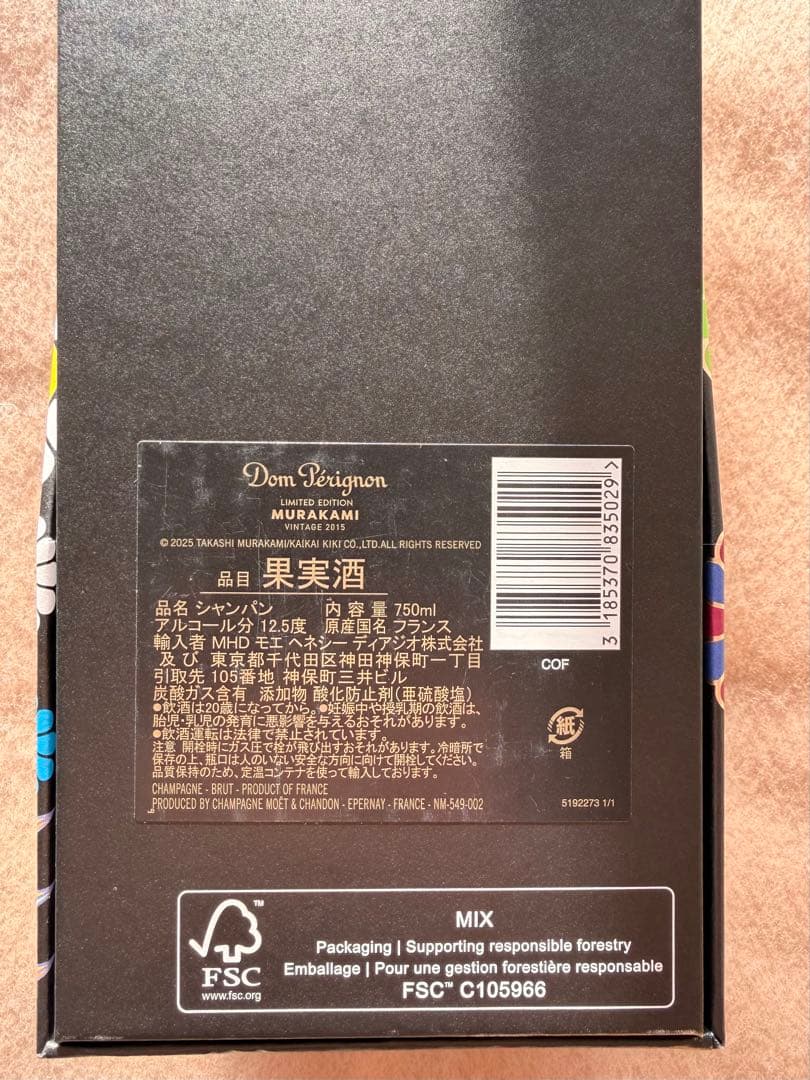 Dom Pérignon
LIMITED EDITION
MURAKAMI
VINTAGE 2015
© 2025 TAKASHI MURAKAMI/KAIKAI KIKI CO.,LTD.ALL RIGHTS RESERVED
品目 果実酒
品名 シャンパン 内容量 750ml
アルコール分 12.5度 原産国名 フランス
輸入者 MHD モエ ヘネシー ディアジオ株式会社
及び 東京都千代田区神田神保町一丁目
引取先 105番地 神保町三井ビル
炭酸ガス含有 添加物 酸化防止剤(亜硫酸塩)
●飲酒は20歳になってから。●妊娠中や授乳期の飲酒は、
胎児・乳児の発育に悪影響を与えるおそれがあります。
●飲酒運転は法律で禁止されています。
注意 開栓時にガス圧で栓が飛び出すおそれがあります。冷暗所で
保存の上、瓶口は人のいない安全な方向に向けて開栓してください。
品質保持のため、定温コンテナを使って輸入しております。
CHAMPAGNE - BRUT - PRODUCT OF FRANCE
PRODUCED BY CHAMPAGNE MOËT & CHANDON - EPERNAY - FRANCE - NM-549-002
3 185370 835029 >
COF
紙
箱
5192273 1/1
FSC™
www.fsc.org
MIX
Packaging | Supporting responsible forestry
Emballage | Pour une gestion forestière responsable
FSC™ C105966